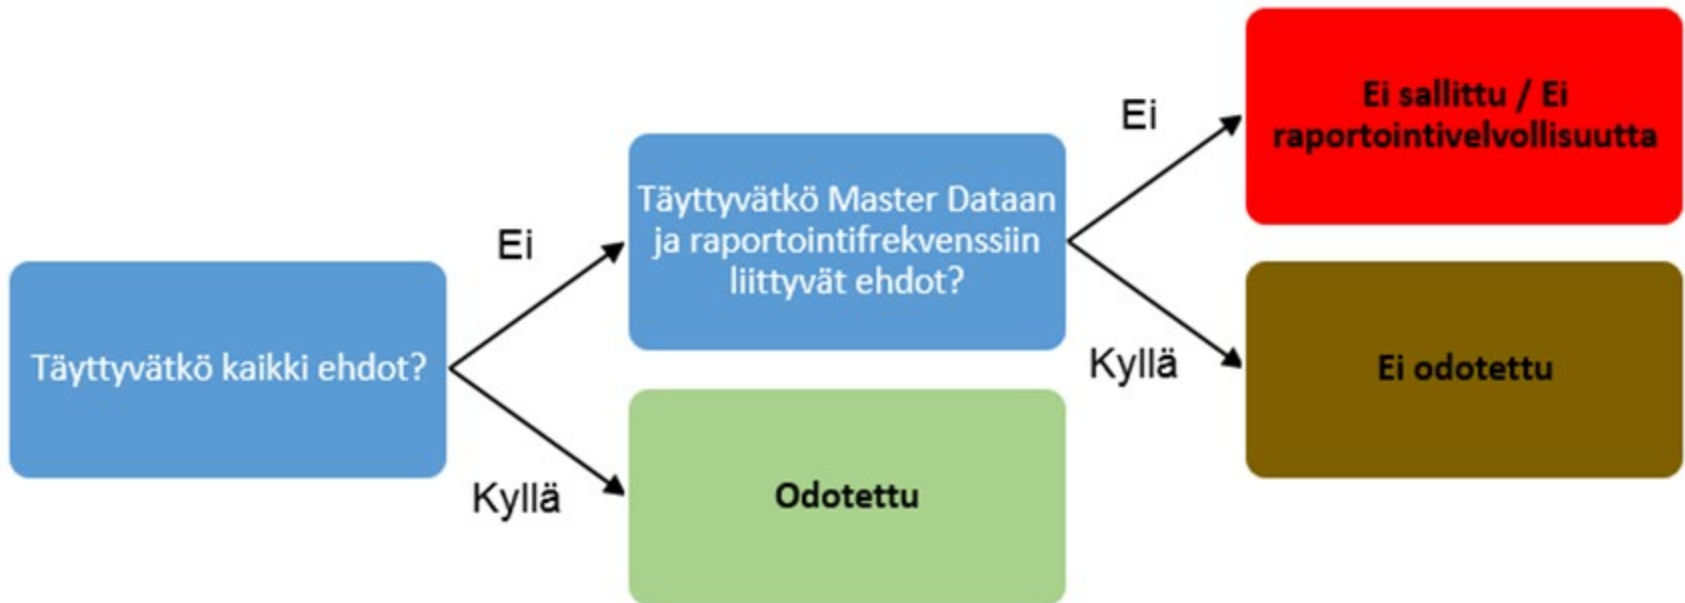 Täyttyvätkö kaikki ehdot?
Ei
Kyllä
Täyttyvätkö Master Dataan
ja raportointifrekvenssiin
liittyvät ehdot?
Odotettu
Ei
Kyllä
Ei sallittu / Ei
raportointivelvollisuutta
Ei odotettu